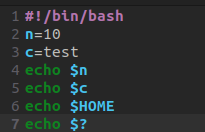 1 #!/bin/bash
2 n=10
3 c=test
4 echo $n
5 echo $c
6 echo $HOME
7 echo $?